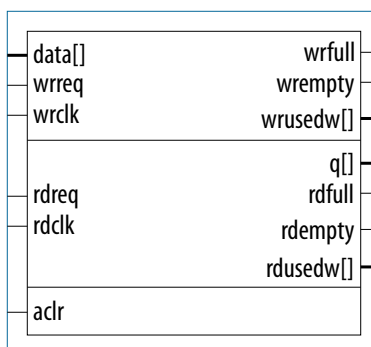 data[] wrfull
wrreq wrempty
wrclk wrusedw[]
q[]
rdreq rdfull
rdclk rdempty
rdusedw[]
aclr